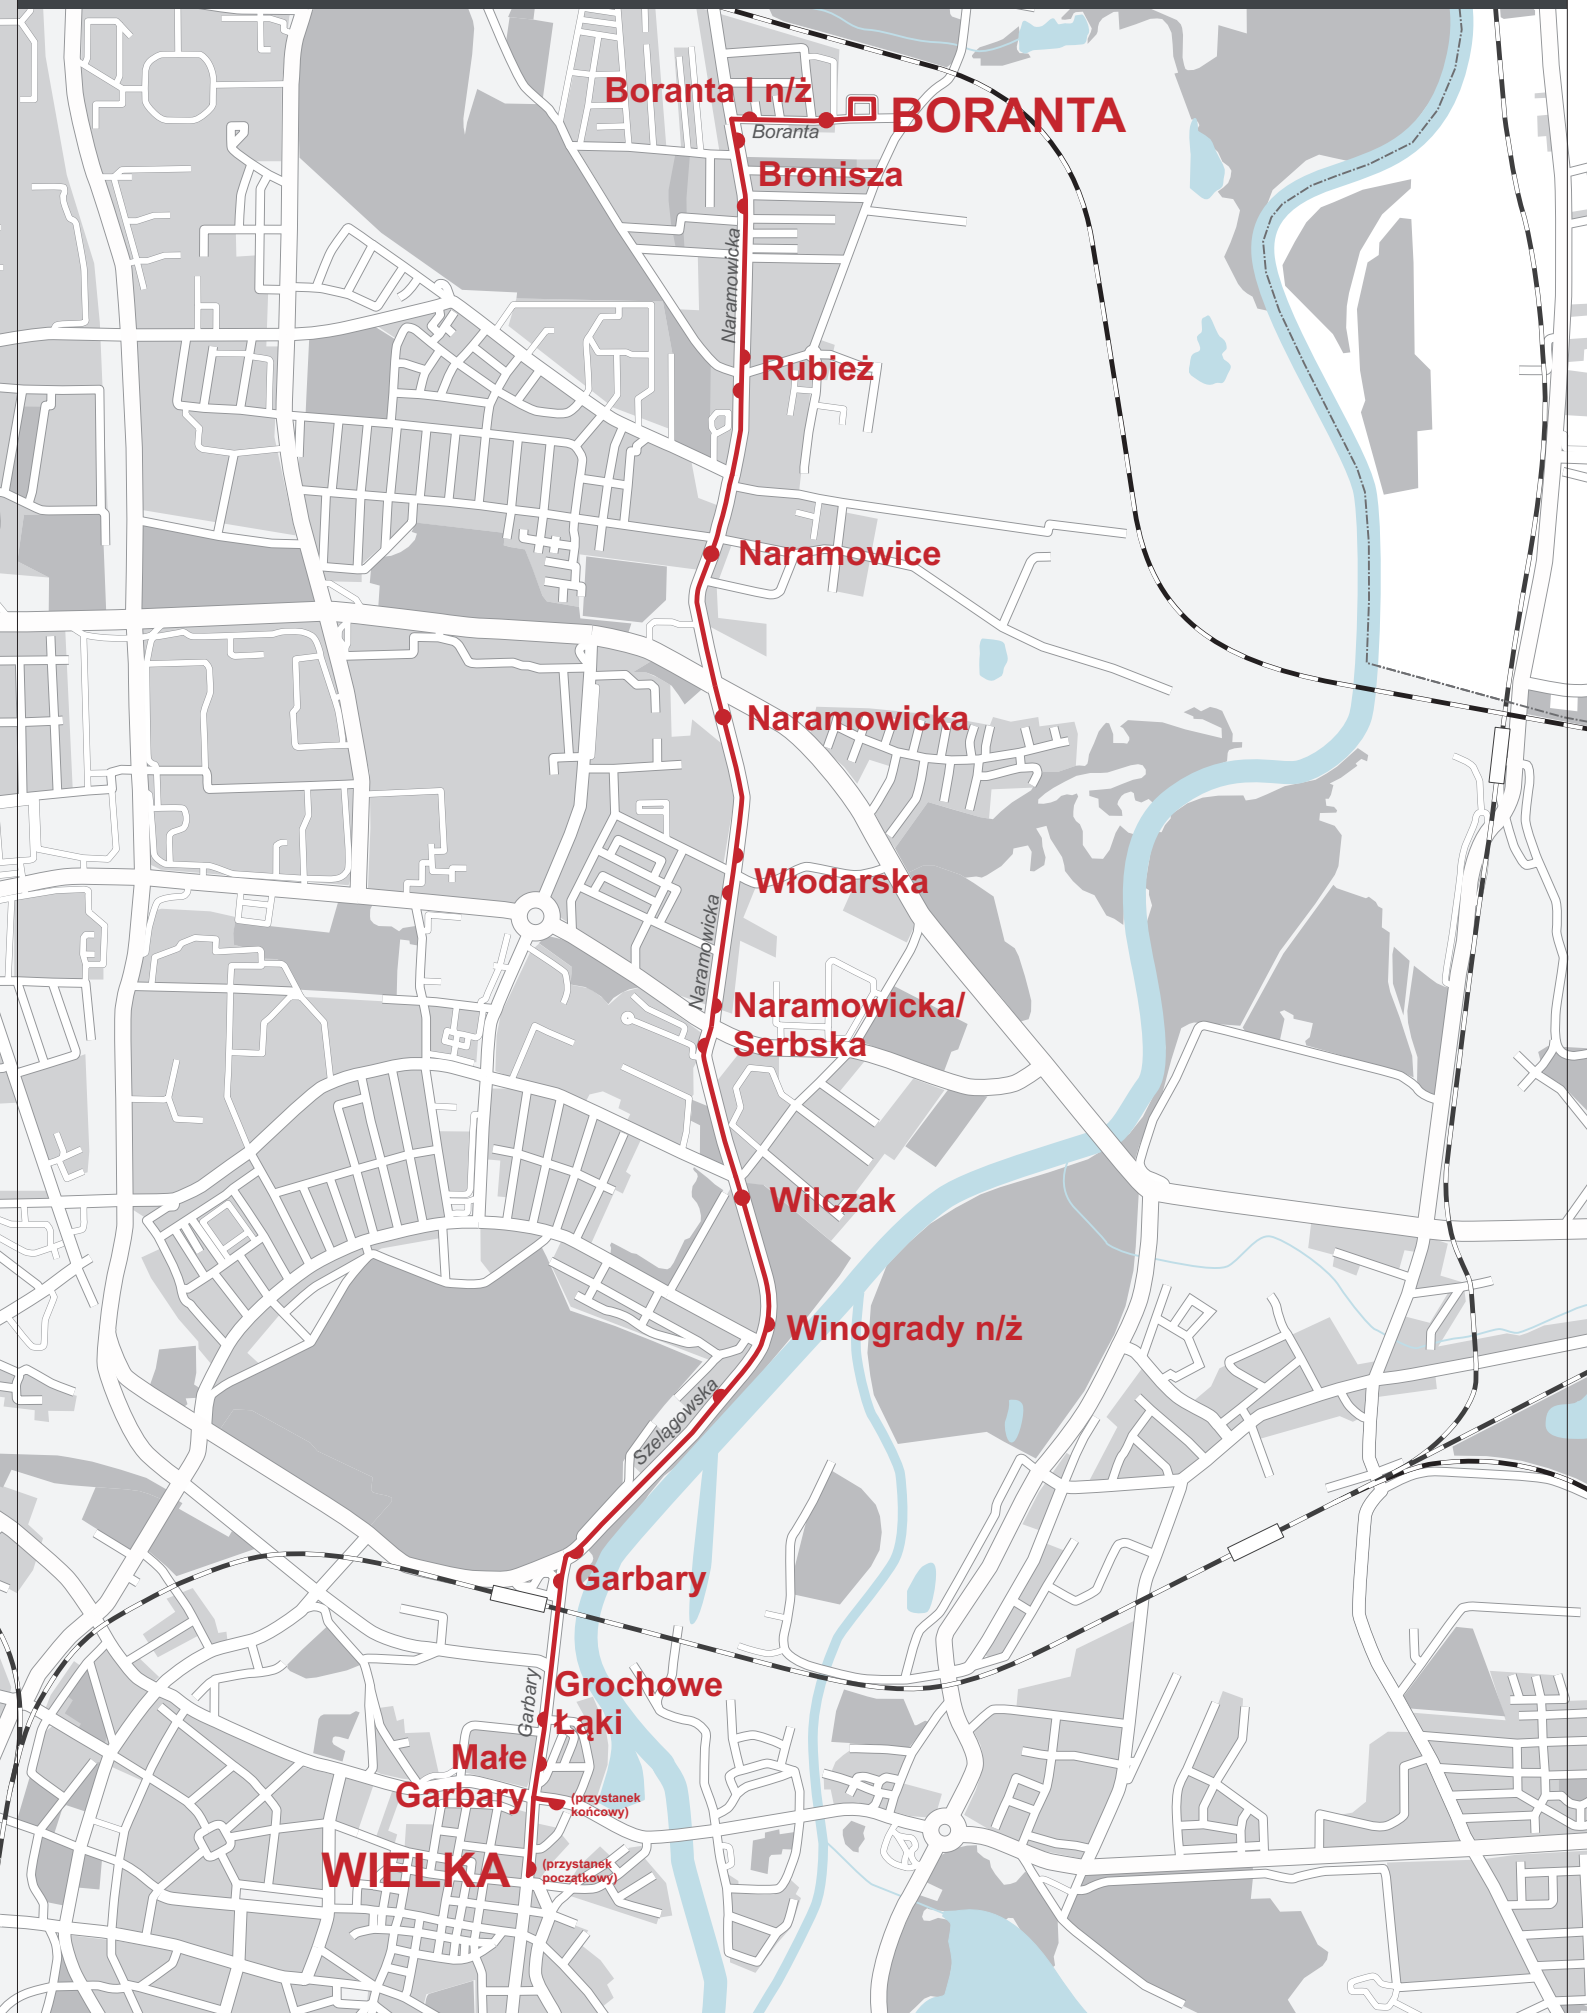 Boranta I n/ż
BORANTA
Boranta
Bronisza
Naramowicka
Rubież
Naramowice
Naramowicka
Włodarska
Naramowicka
Naramowicka/
Serbska
Wilczak
Winogrady n/ż
Szelągowska
Garbary
Garbary
Grochowe
Łąki
Małe
Garbary
(przystanek
końcowy)
WIELKA
(przystanek
początkowy)